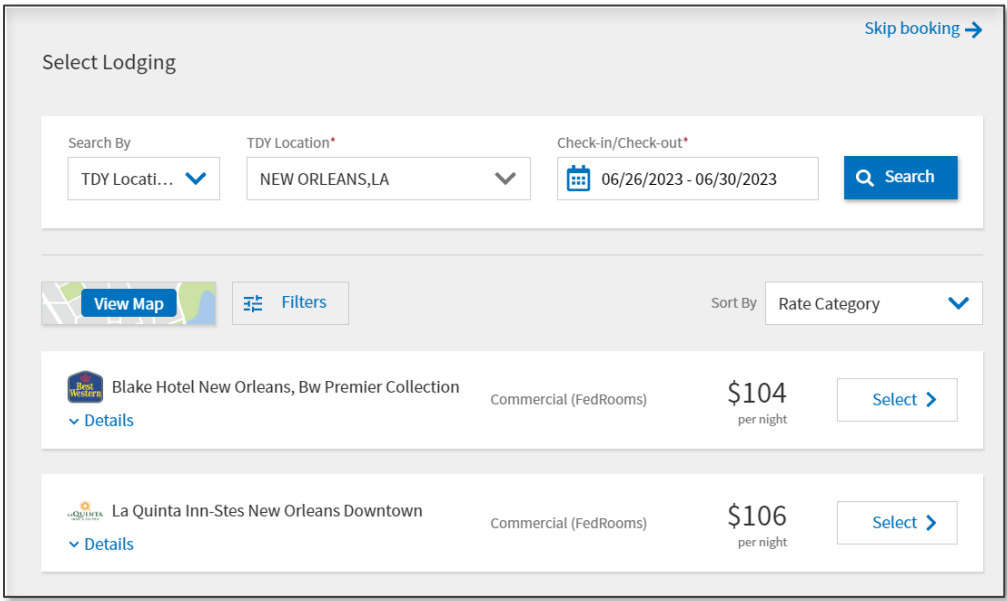 Skip booking
Select Lodging
Search By
TDY Location*
Check-in/Check-out*
TDY Locati...
NEW ORLEANS,LA
06/26/2023 - 06/30/2023
Search
View Map
Filters
Sort By
Rate Category
Best
Western
Blake Hotel New Orleans, Bw Premier Collection
Details
Commercial (FedRooms)
$104
per night
Select
LAQUINTA
La Quinta Inn-Stes New Orleans Downtown
Details
Commercial (FedRooms)
$106
per night
Select